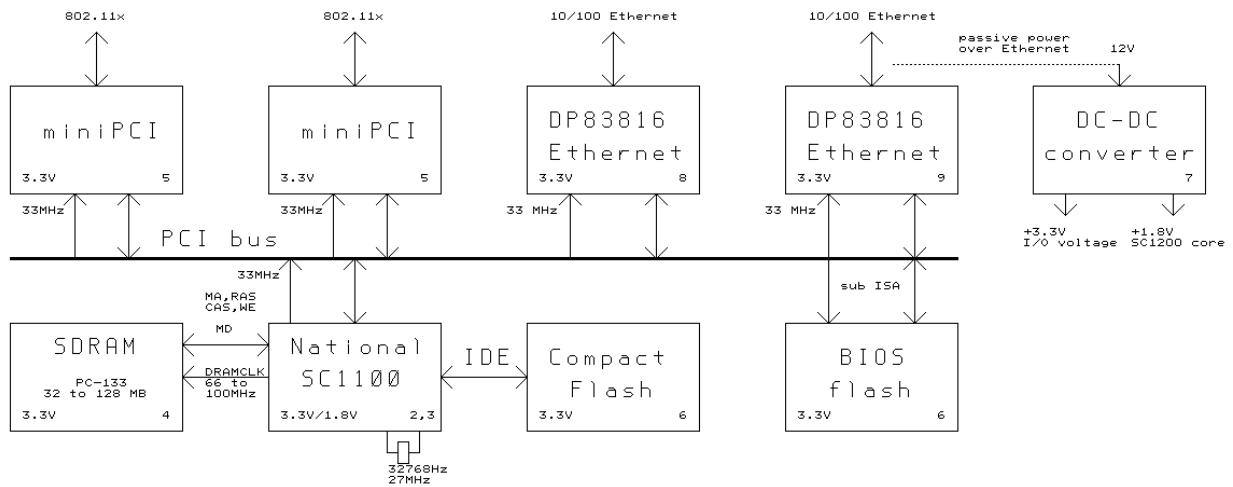 802.11x
802.11x
10/100 Ethernet
10/100 Ethernet
passive power
over Ethernet
12V
miniPCI
3.3V
5
miniPCI
3.3V
5
DP83816
Ethernet
3.3V
8
DP83816
Ethernet
3.3V
9
DC-DC
converter
7
33MHz
33MHz
33 MHz
33 MHz
+3.3V
I/O voltage
+1.8V
SC1200 core
PCI bus
33MHz
sub ISA
MA,RAS
CAS,WE
MD
DRAMCLK
66 to
100MHz
SDRAM
PC-133
32 to 128 MB
3.3V
4
National
SC1100
3.3V/1.8V
2,3
IDE
Compact
Flash
3.3V
6
BIOS
flash
3.3V
6
32768Hz
27MHz